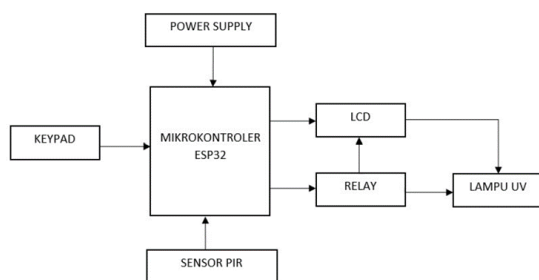 POWER SUPPLY
MIKROKONTROLER
ESP32
LCD
KEYPAD
RELAY
LAMPU UV
SENSOR PIR